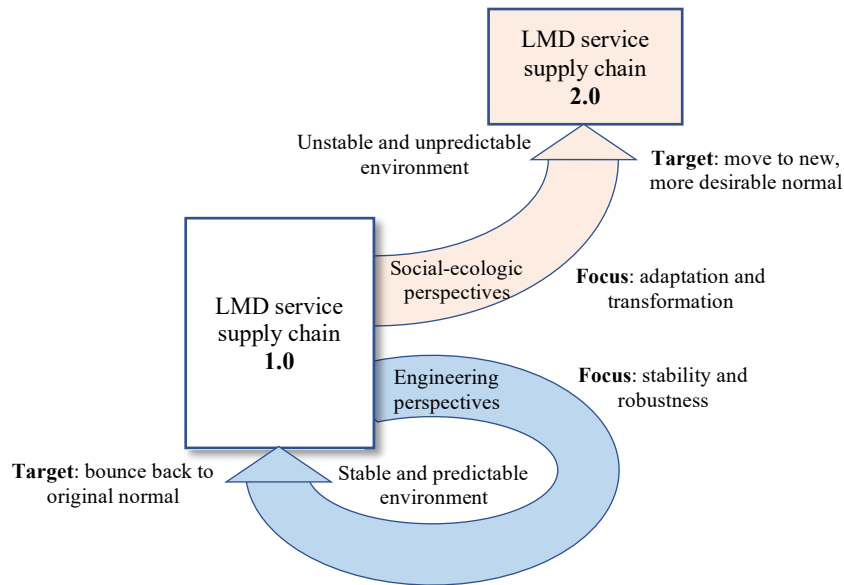 LMD service
supply chain
2.0
Unstable and unpredictable
environment
Target: move to new,
more desirable normal
LMD service
supply chain
1.0
Social-ecologic
perspectives
Focus: adaptation and
transformation
Engineering
perspectives
Focus: stability and
robustness
Target: bounce back to
original normal
Stable and predictable
environment